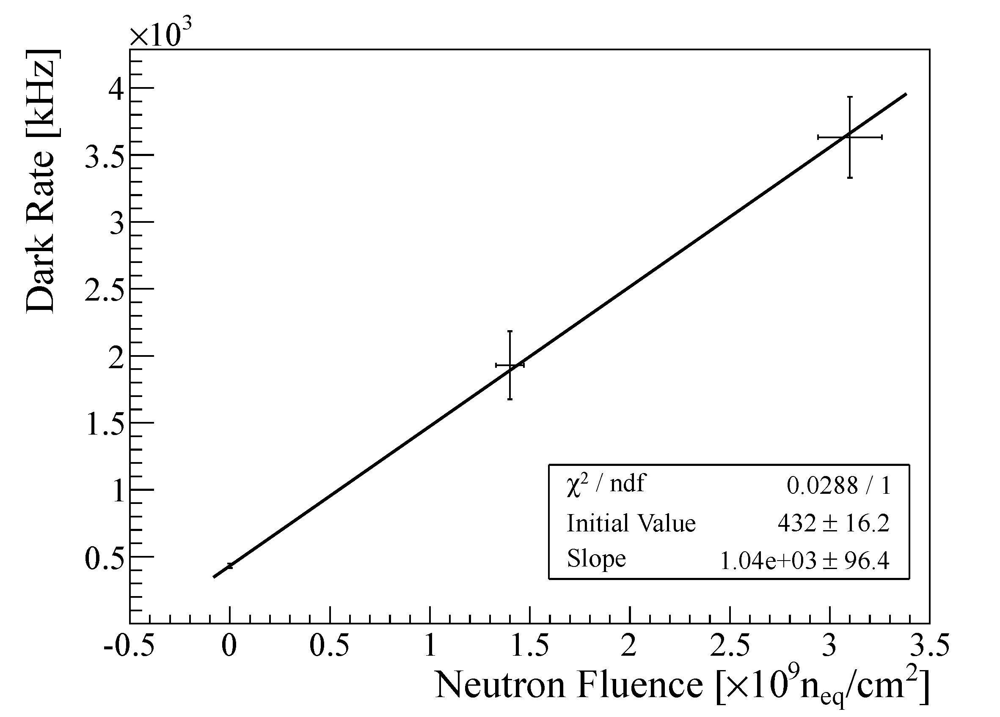 ×10³
Dark Rate [kHz]
4
3.5
3
2.5
2
1.5
1
0.5
χ² / ndf 0.0288 / 1
Initial Value 432 ± 16.2
Slope 1.04e+03 ± 96.4
-0.5 0 0.5 1 1.5 2 2.5 3 3.5
Neutron Fluence [×10⁹n_eq/cm²]